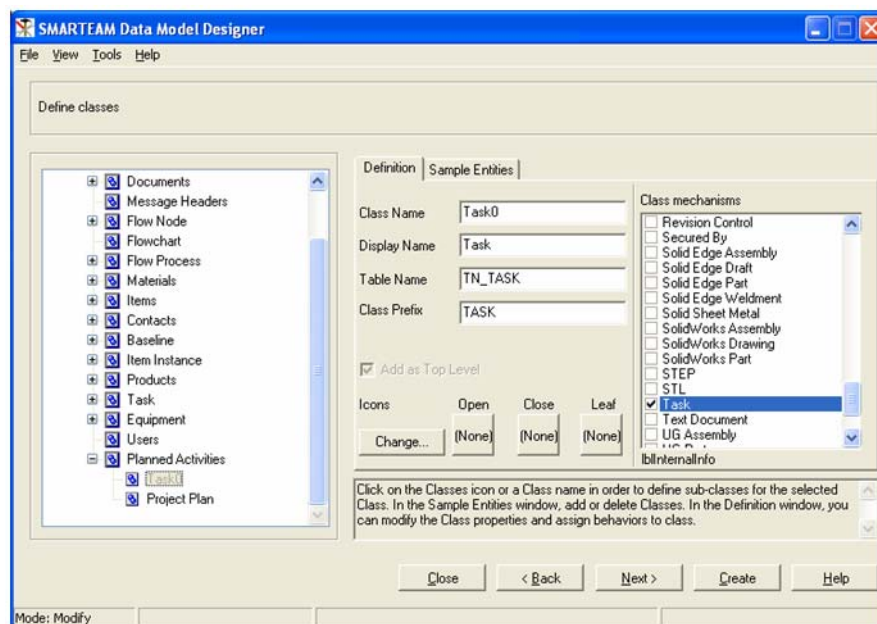 SMARTEAM Data Model Designer
File View Tools Help
Define classes
Documents
Message Headers
Flow Node
Flowchart
Flow Process
Materials
Items
Contacts
Baseline
Item Instance
Products
Task
Equipment
Users
Planned Activities
Task0
Project Plan
Definition Sample Entities
Class Name Task0
Display Name Task
Table Name TN_TASK
Class Prefix TASK
Add as Top Level
Icons Open Close Leaf
Change... (None) (None) (None)
Class mechanisms
Revision Control
Secured By
Solid Edge Assembly
Solid Edge Draft
Solid Edge Part
Solid Edge Weldment
Solid Sheet Metal
SolidWorks Assembly
SolidWorks Drawing
SolidWorks Part
STEP
STL
Task
Text Document
UG Assembly
lblInternalInfo
Click on the Classes icon or a Class name in order to define sub-classes for the selected
Class. In the Sample Entities window, add or delete Classes. In the Definition window, you
can modify the Class properties and assign behaviors to class.
Close < Back Next > Create Help
Mode: Modify